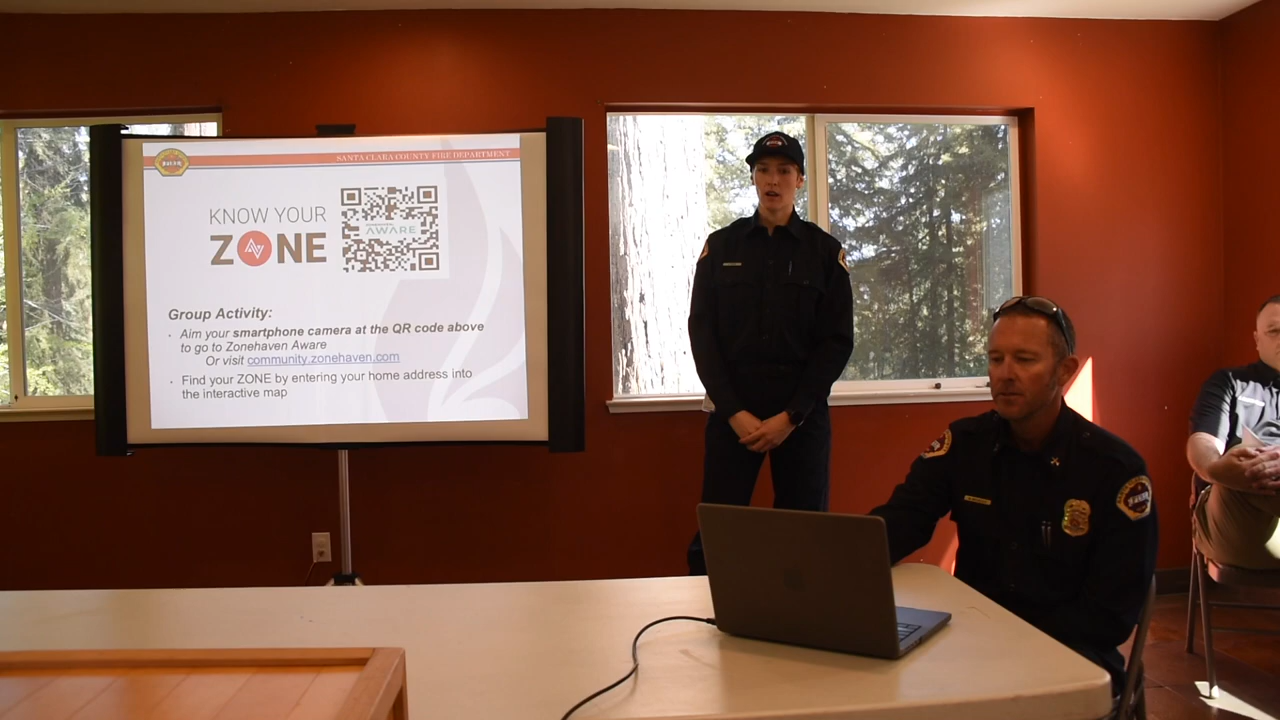 SANTA CLARA COUNTY FIRE DEPARTMENT
KNOW YOUR
ZONE
AWARE
Group Activity:
· Aim your smartphone camera at the QR code above
to go to Zonehaven Aware
Or visit community.zonehaven.com
· Find your ZONE by entering your home address into
the interactive map